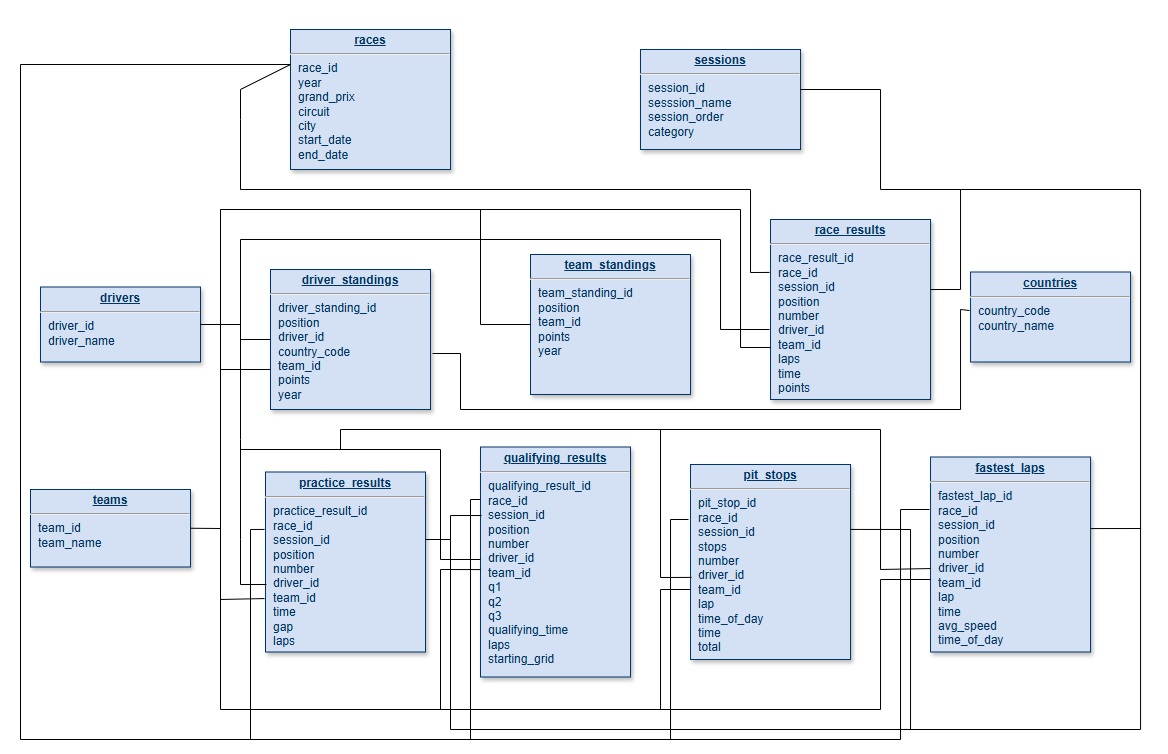 races
race_id
year
grand_prix
circuit
city
start_date
end_date
sessions
session_id
sesssion_name
session_order
category
drivers
driver_id
driver_name
driver_standings
driver_standing_id
position
driver_id
country_code
team_id
points
year
team_standings
team_standing_id
position
team_id
points
year
race_results
race_result_id
race_id
session_id
position
number
driver_id
team_id
laps
time
points
countries
country_code
country_name
teams
team_id
team_name
practice_results
practice_result_id
race_id
session_id
position
number
driver_id
team_id
time
gap
laps
qualifying_results
qualifying_result_id
race_id
session_id
position
number
driver_id
team_id
q1
q2
q3
qualifying_time
laps
starting_grid
pit_stops
pit_stop_id
race_id
session_id
stops
number
driver_id
team_id
lap
time_of_day
time
total
fastest_laps
fastest_lap_id
race_id
session_id
position
number
driver_id
team_id
lap
time
avg_speed
time_of_day